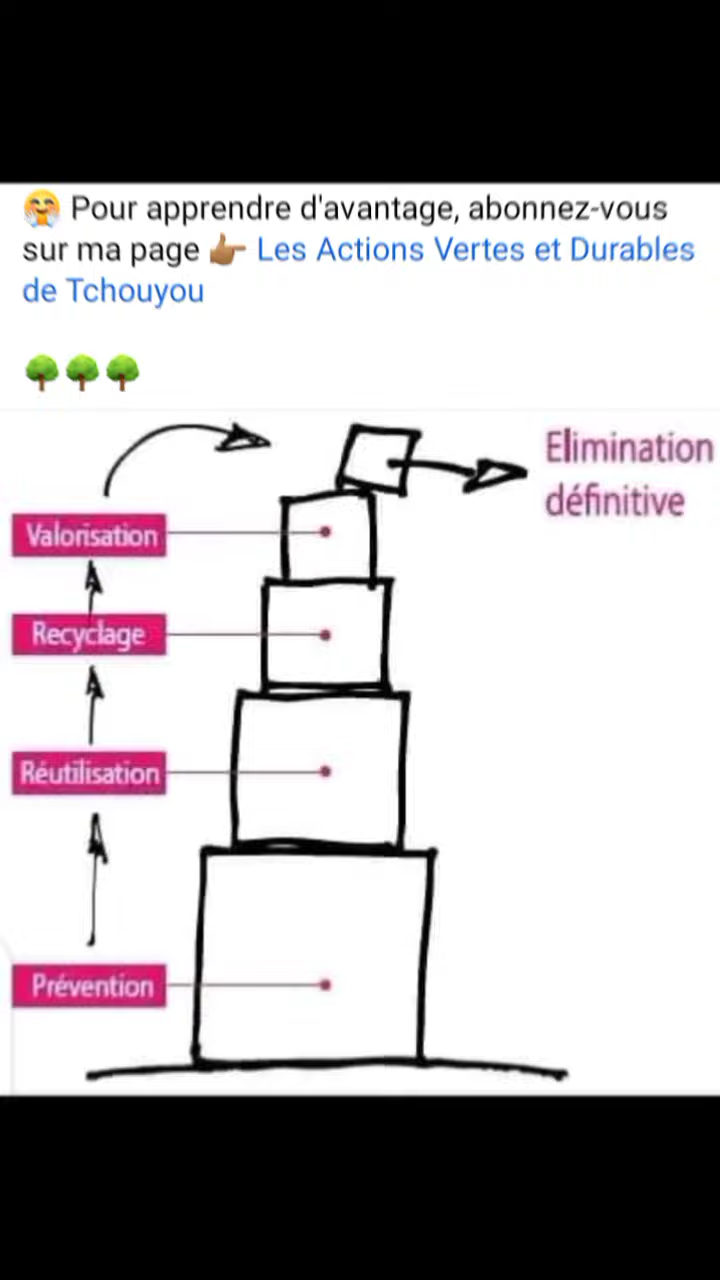 🤗 Pour apprendre d'avantage, abonnez-vous
sur ma page 👉🏽 Les Actions Vertes et Durables
de Tchouyou
🌳🌳🌳
Elimination
définitive
Valorisation
Recyclage
Réutilisation
Prévention